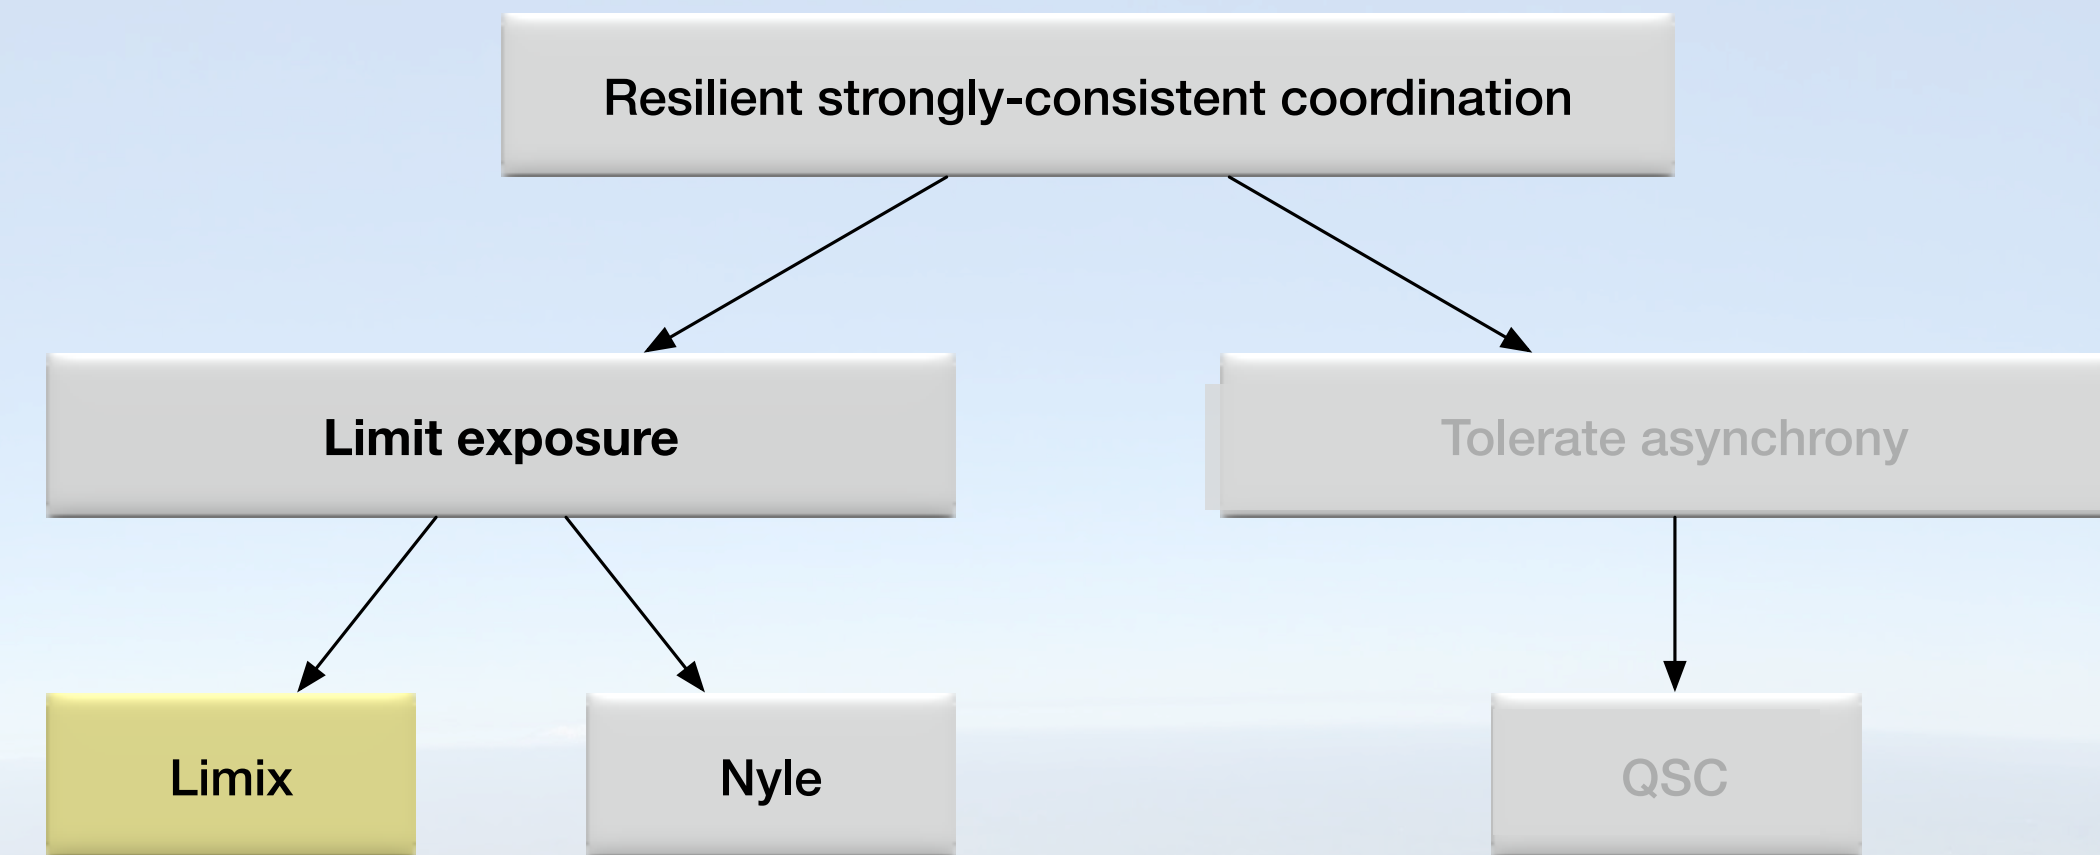 Resilient strongly-consistent coordination
Limit exposure
Tolerate asynchrony
Limix
Nyle
QSC